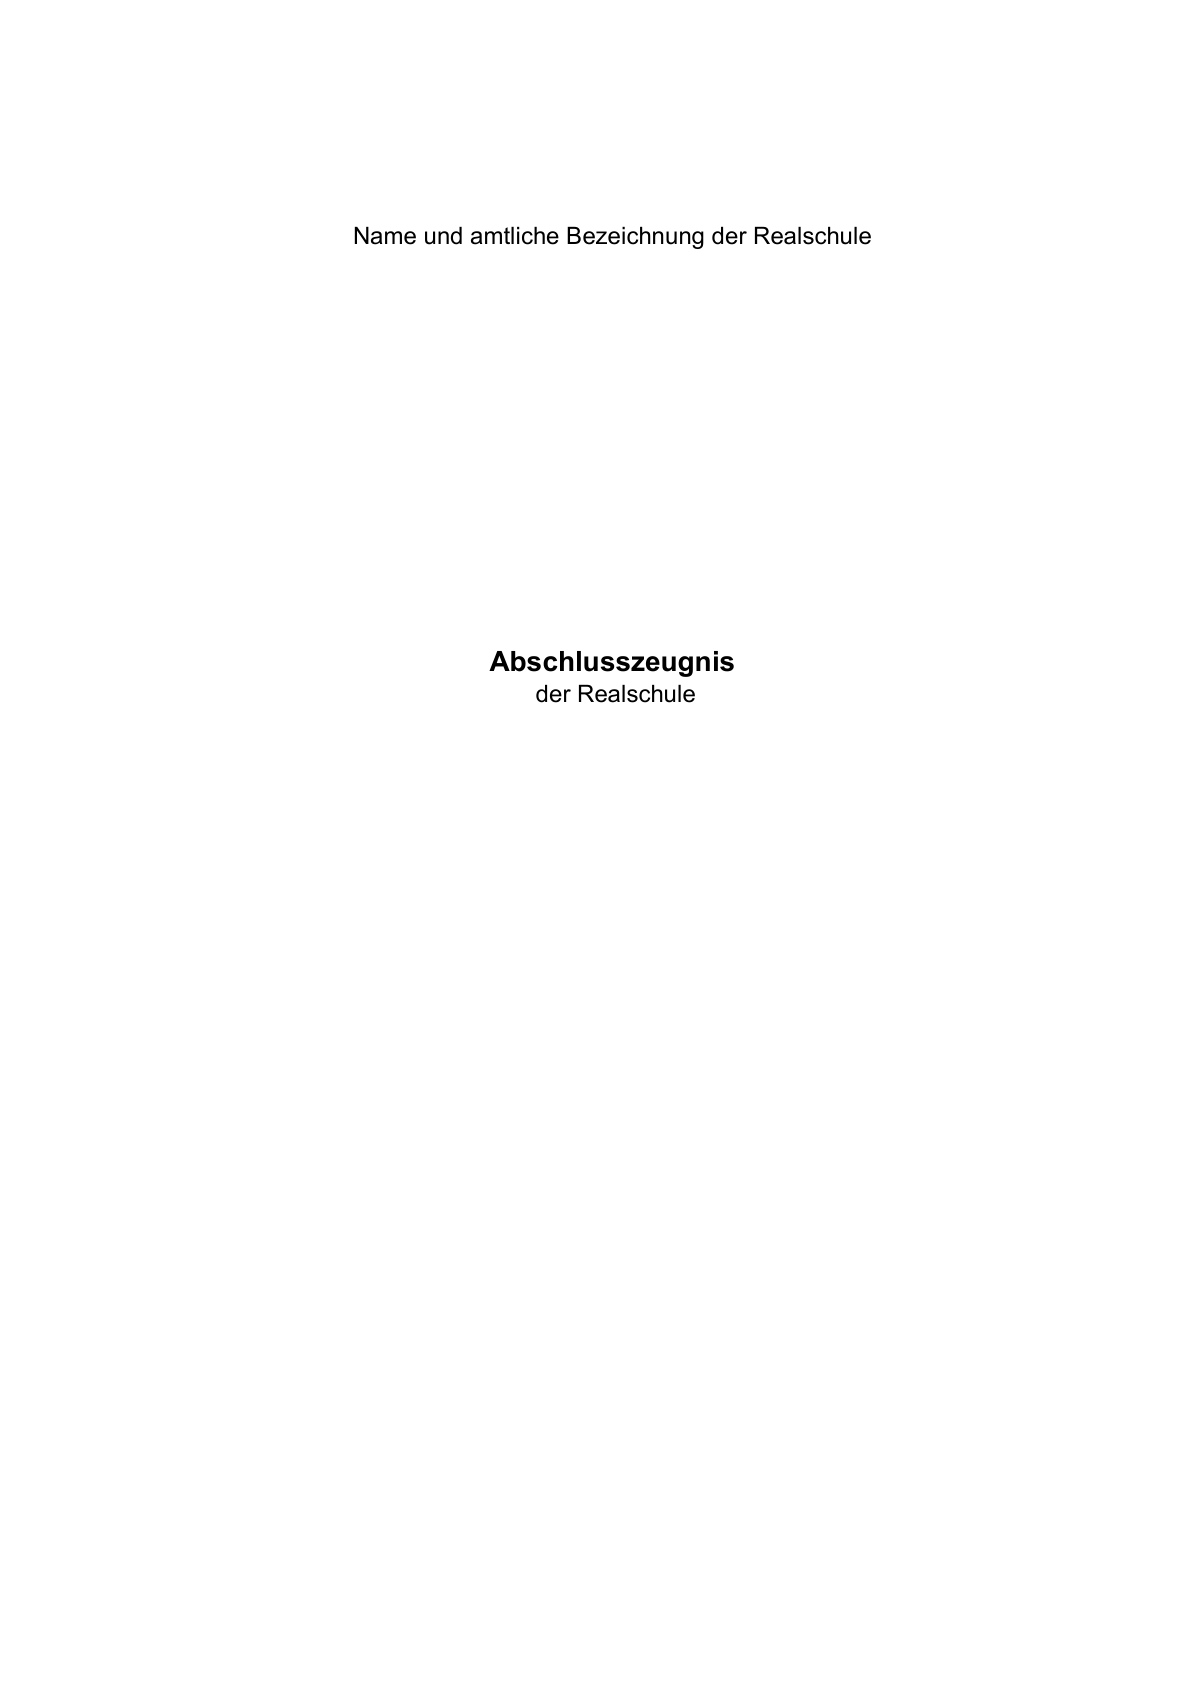 Name und amtliche Bezeichnung der Realschule
Abschlusszeugnis
der Realschule